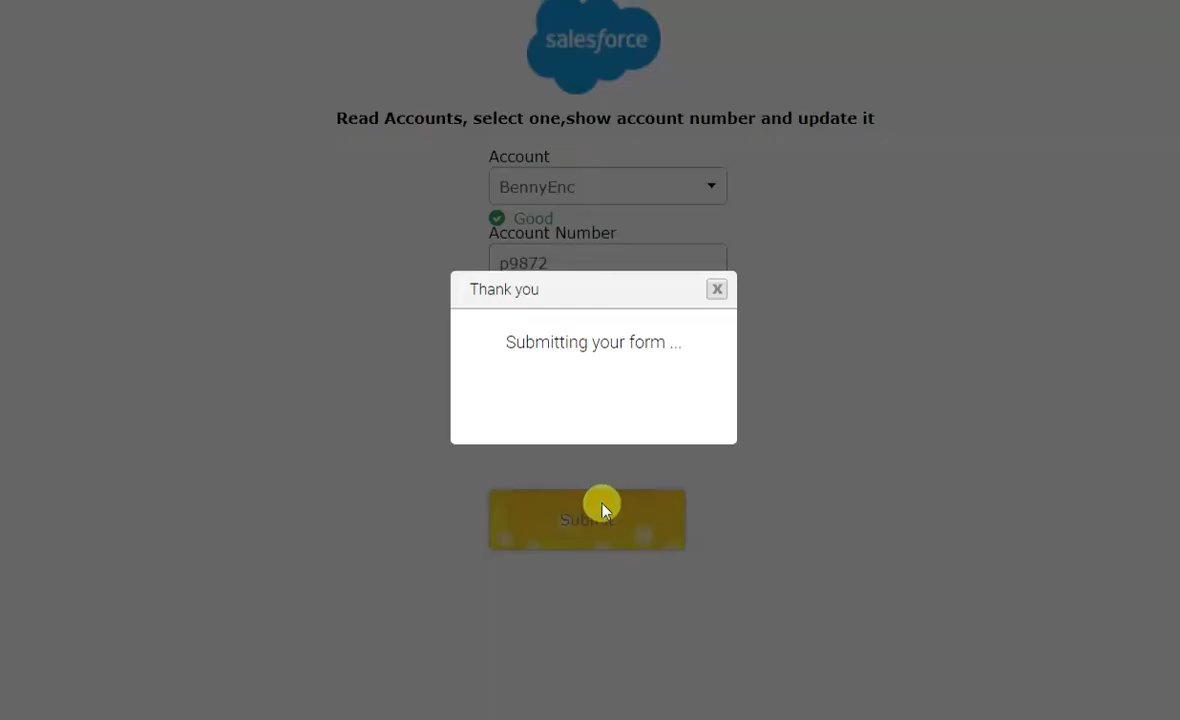 salesforce
Read Accounts, select one,show account number and update it
Account
BennyEnc
Good
Account Number
p9872
Thank you
X
Submitting your form ...
Submit